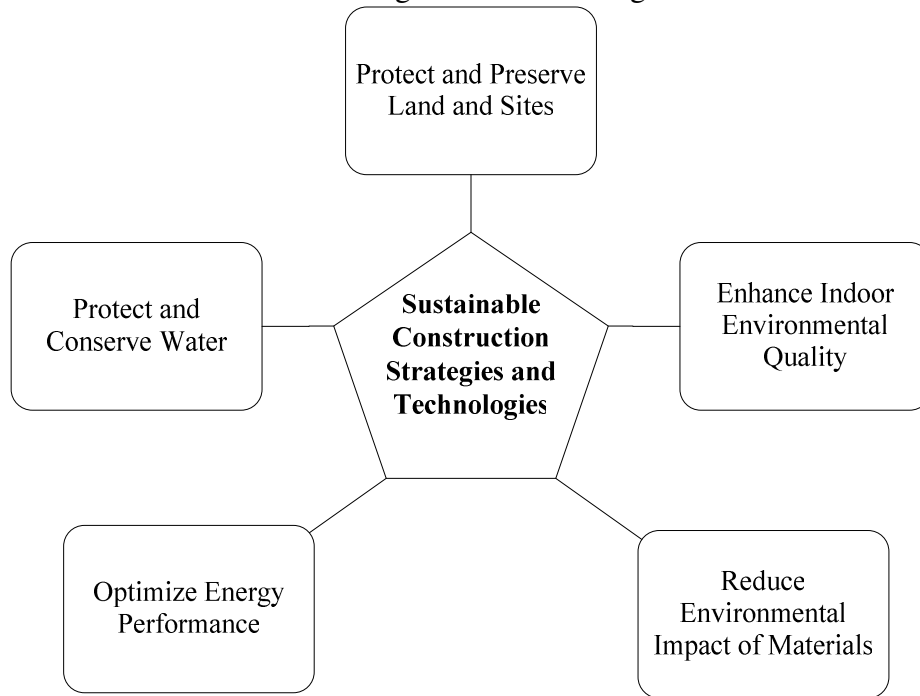 Protect and Preserve
Land and Sites
Protect and
Conserve Water
Sustainable
Construction
Strategies and
Technologies
Enhance Indoor
Environmental
Quality
Optimize Energy
Performance
Reduce
Environmental
Impact of Materials